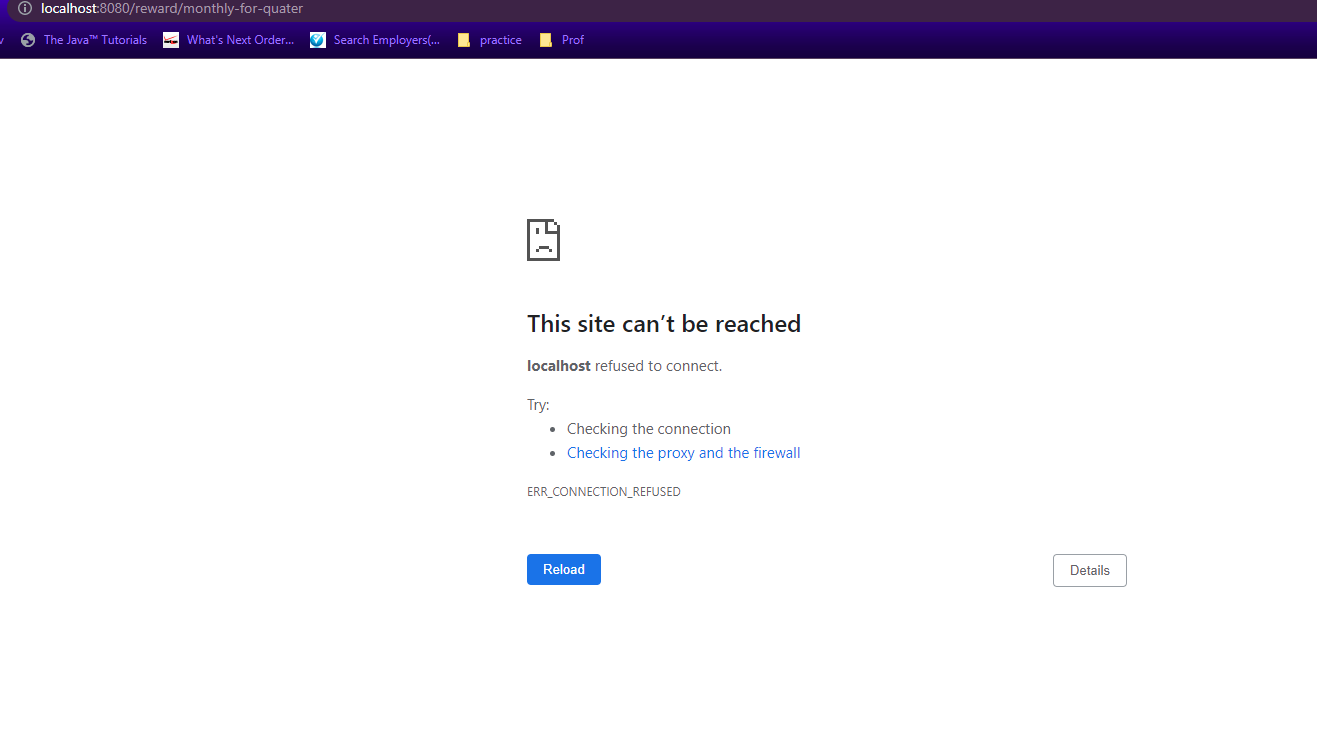 localhost:8080/reward/monthly-for-quater
The Java™ Tutorials What's Next Order... Search Employers(... practice Prof
This site can’t be reached
localhost refused to connect.
Try:
• Checking the connection
• Checking the proxy and the firewall
ERR_CONNECTION_REFUSED
Reload Details